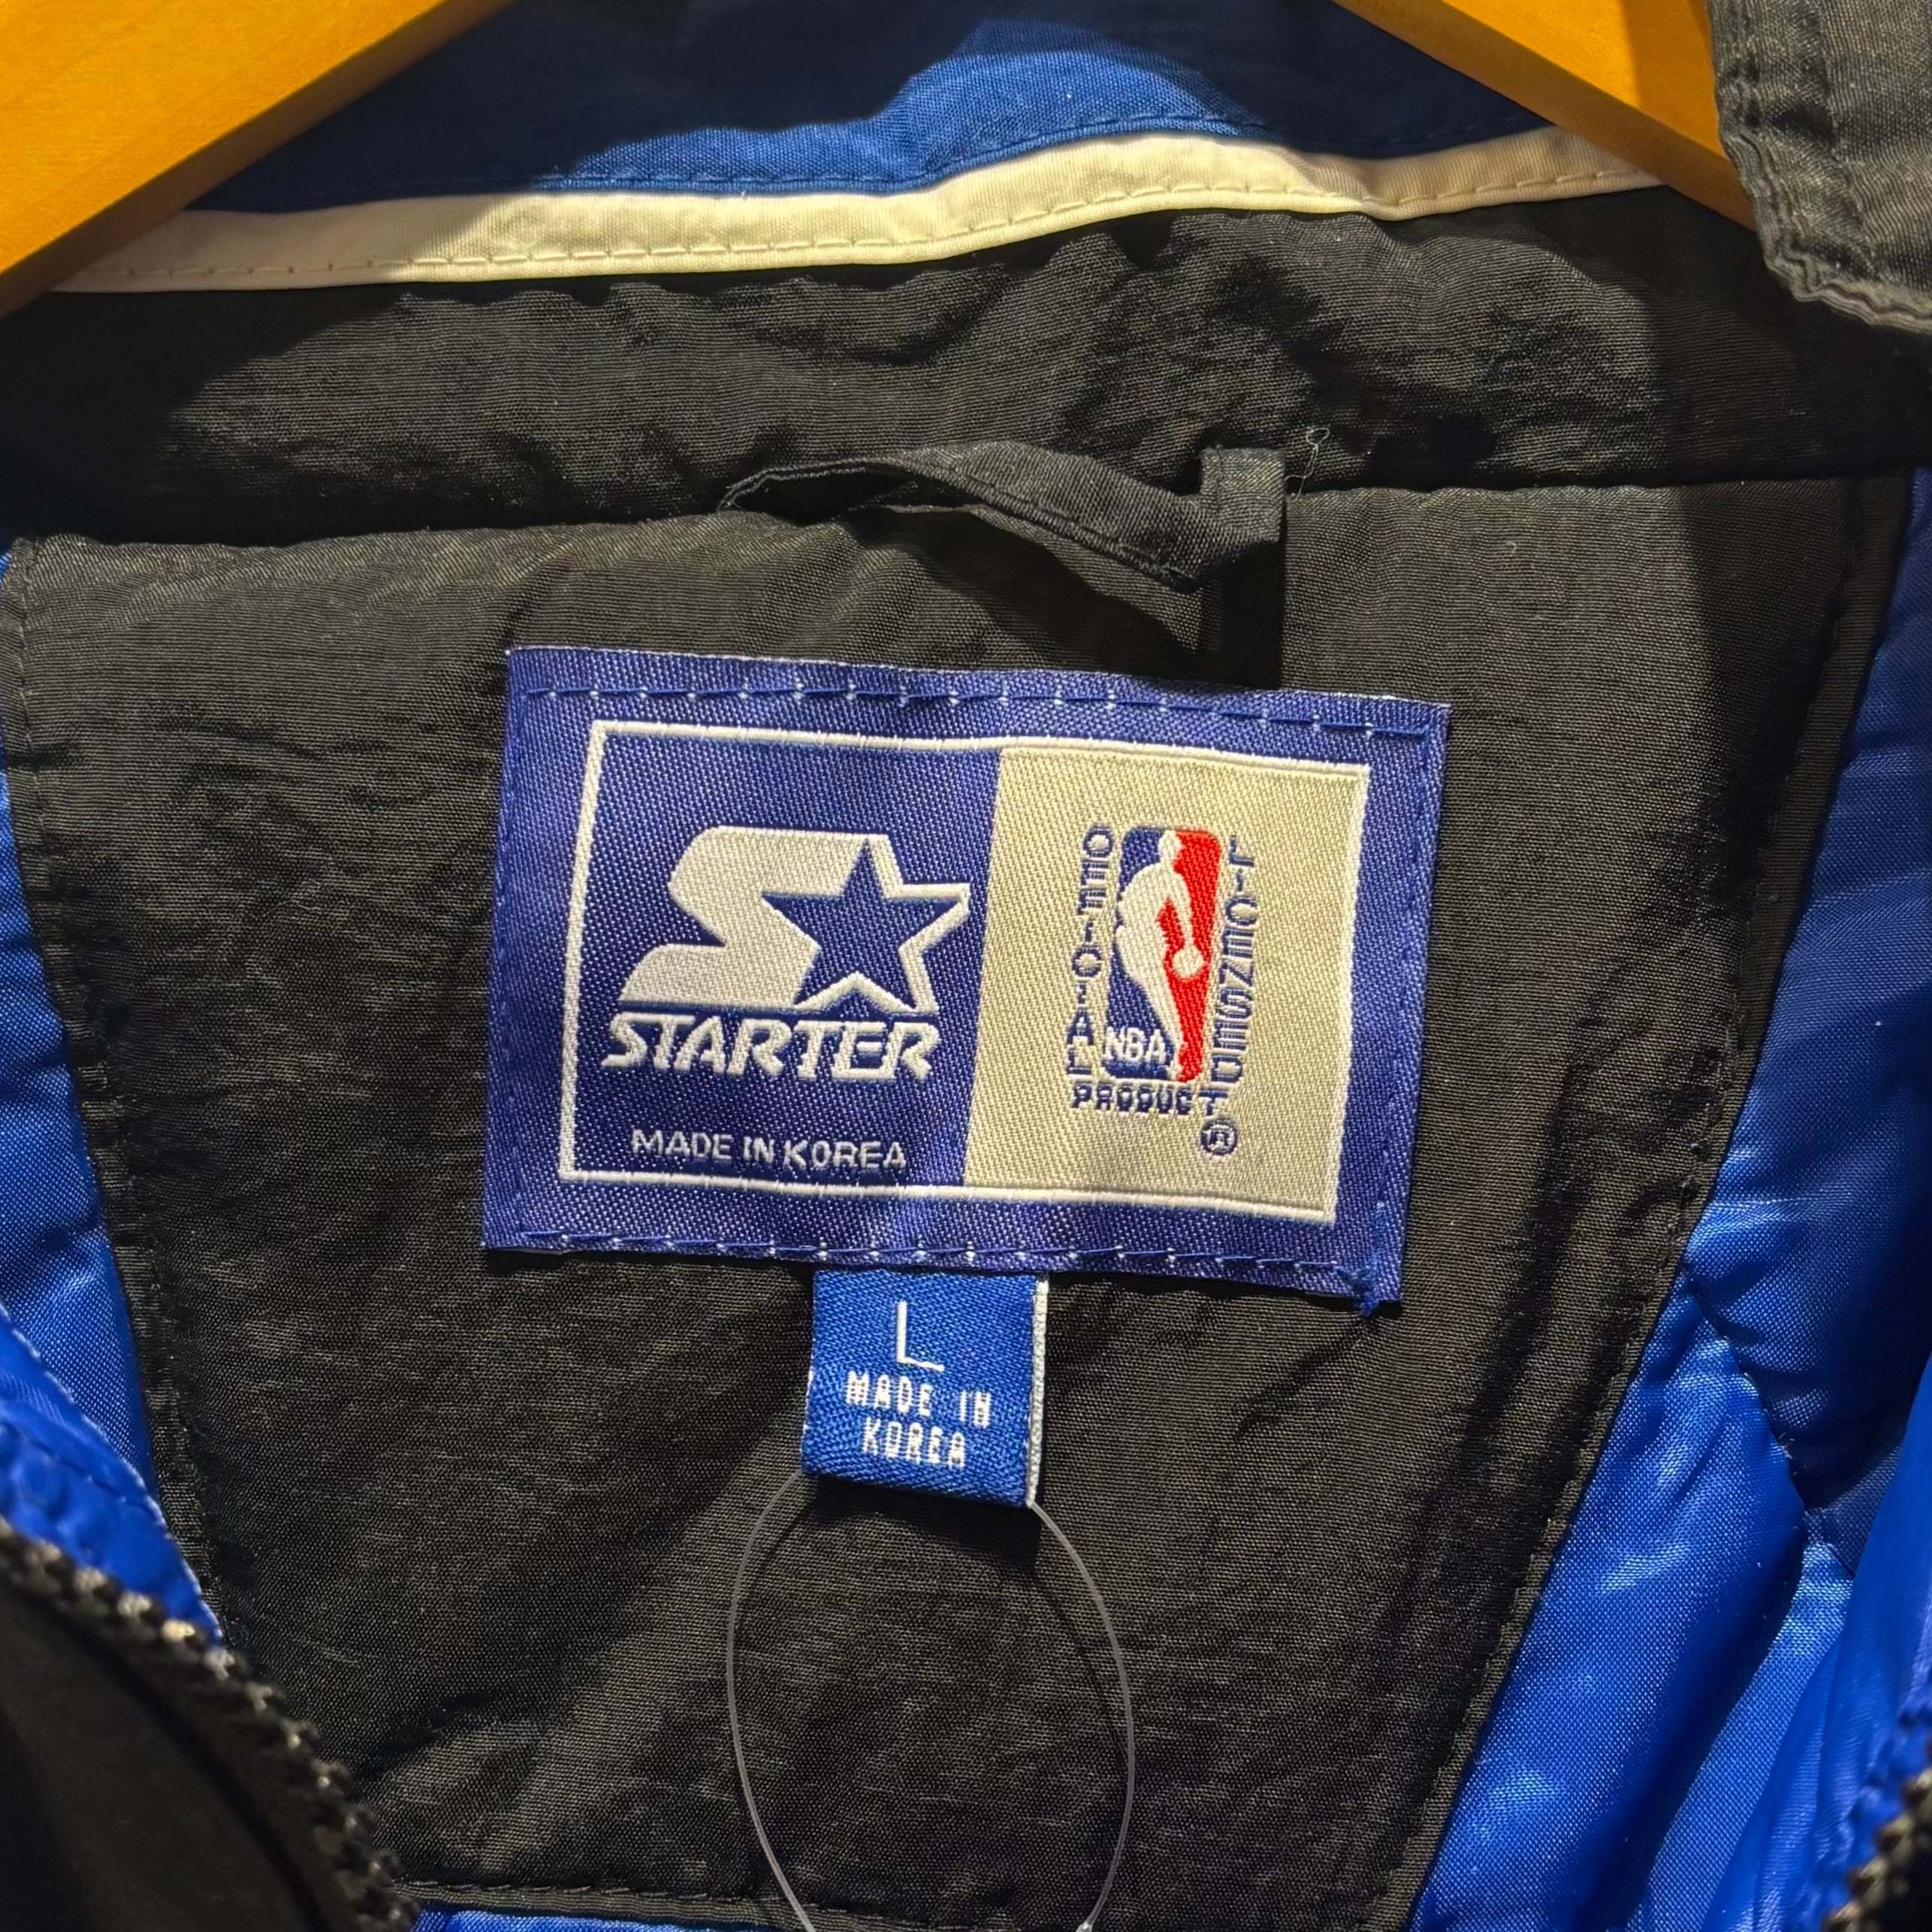 STARTER
MADE IN KOREA
OFFICIAL
NBA
LICENSED
PRODUCT
®
L
MADE IN
KOREA